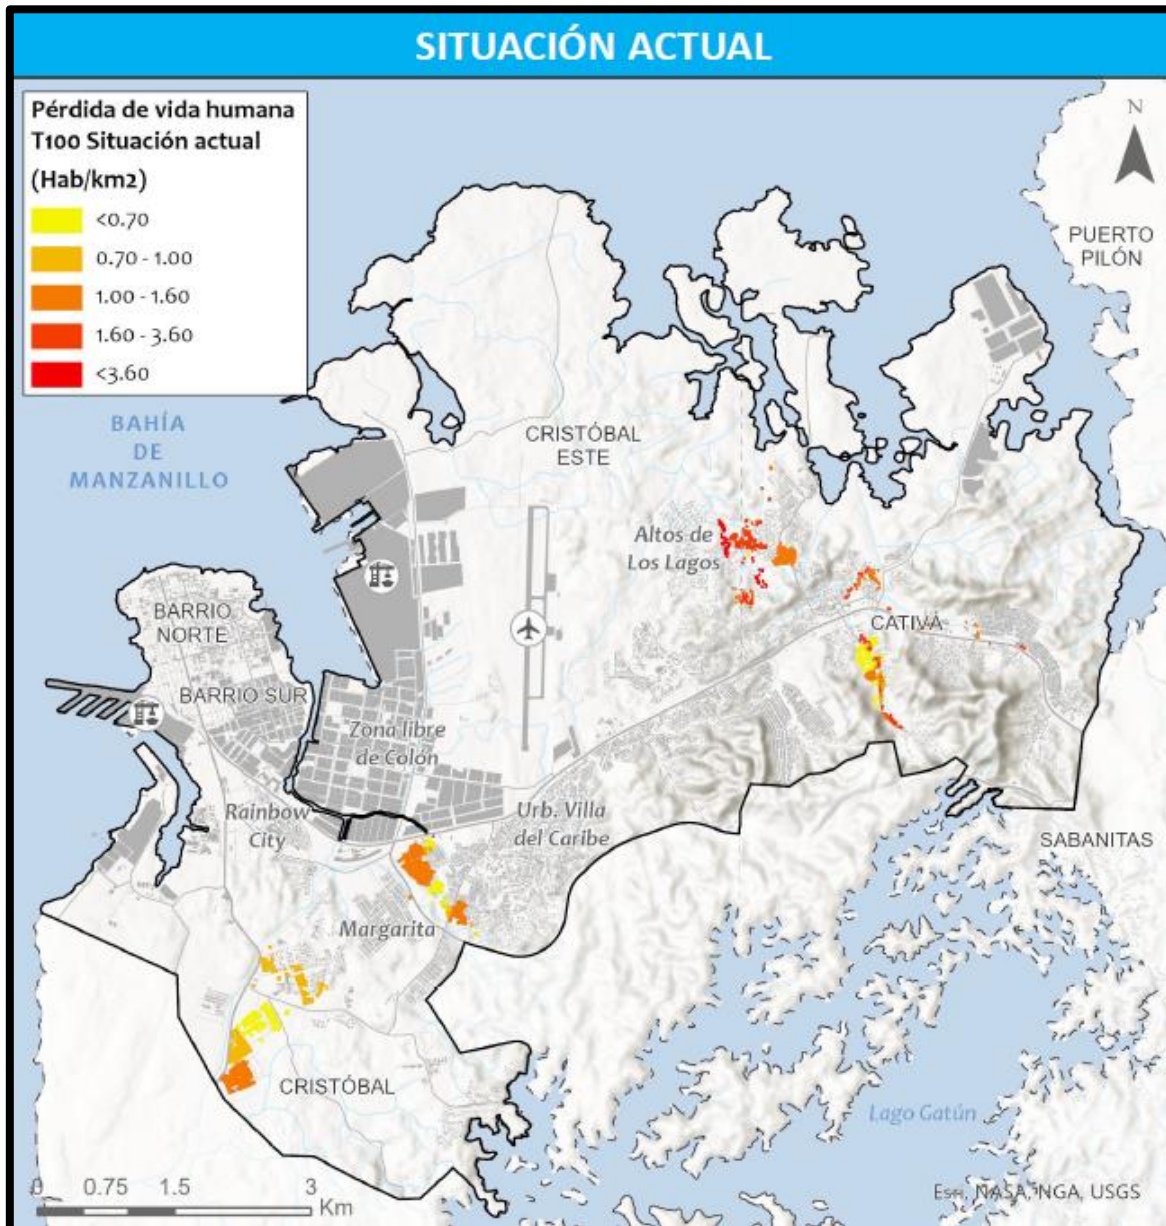 SITUACIÓN ACTUAL
Pérdida de vida humana
T100 Situación actual
(Hab/km2)
<0.70
0.70 - 1.00
1.00 - 1.60
1.60 - 3.60
<3.60
N
PUERTO
PILÓN
BAHÍA
DE
MANZANILLO
CRISTÓBAL
ESTE
Altos de
Los Lagos
BARRIO
NORTE
CATIVÁ
BARRIO SUR
Zona libre
de Colón
Rainbow
City
Urb. Villa
del Caribe
SABANITAS
Margarita
CRISTÓBAL
Lago Gatún
0 0.75 1.5 3
Km
Esri, NASA, NGA, USGS